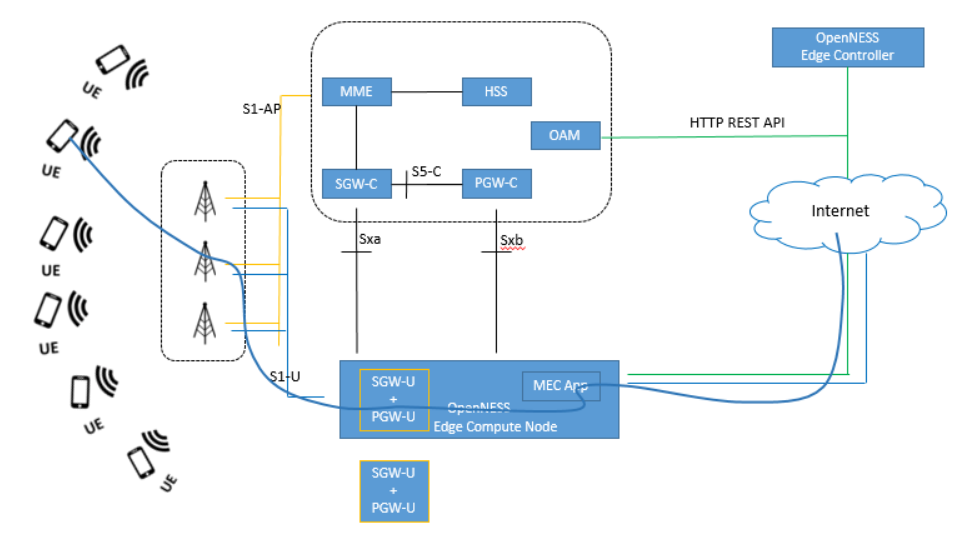 OpenNESS
Edge Controller
UE
MME
HSS
S1-AP
OAM
HTTP REST API
UE
SGW-C
S5-C
PGW-C
Internet
Sxa
Sxb
UE
UE
S1-U
SGW-U
+
PGW-U
MEC App
OpenNESS
Edge Compute Node
UE
UE
SGW-U
+
PGW-U